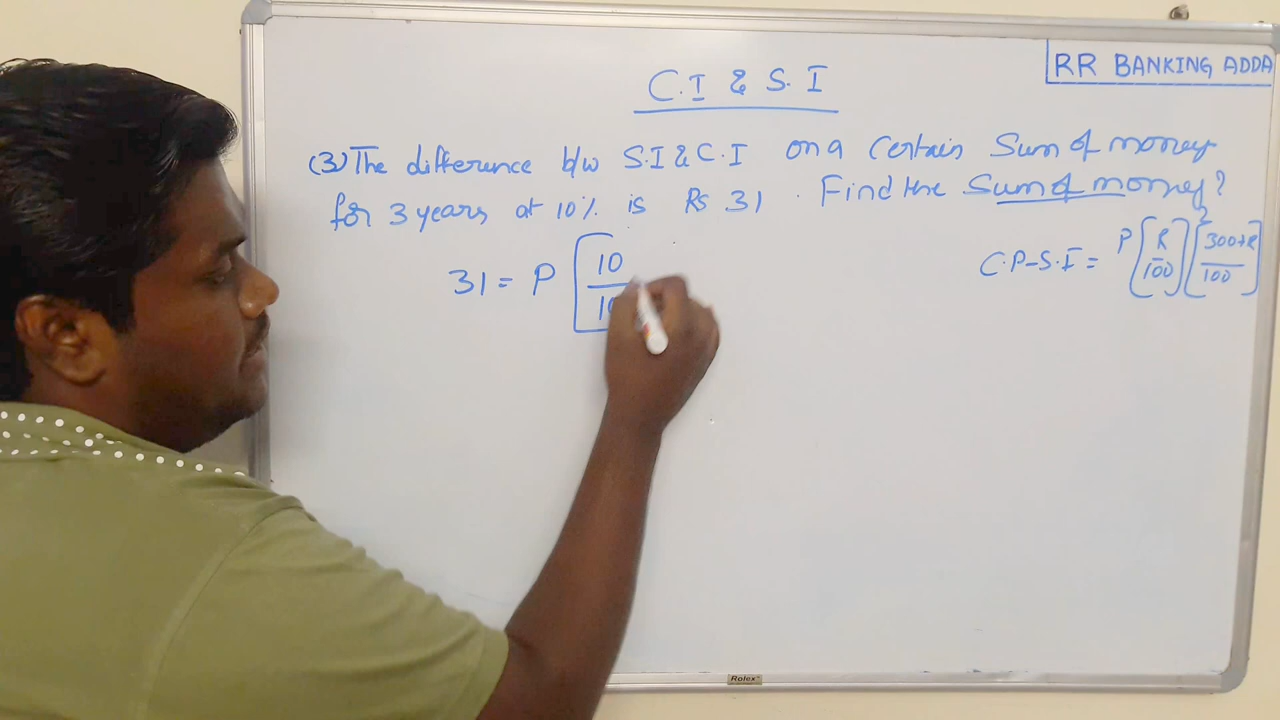 RR BANKING ADDA
C.I & S.I
(3) The difference b/w S.I & C.I on a certain Sum of money
for 3 years at 10% is Rs 31 . Find the Sum of money?
C.P-S.I = P [R/100]² [300+R/100]
31 = P [10/10
Rolex